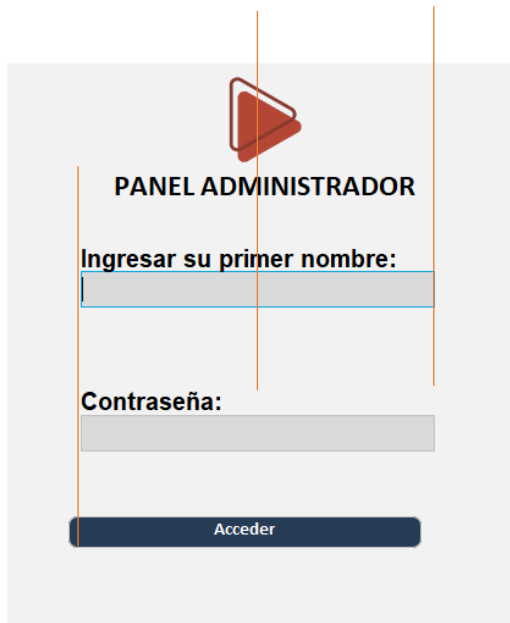 PANEL ADMINISTRADOR
Ingresar su primer nombre:
Contraseña:
Acceder